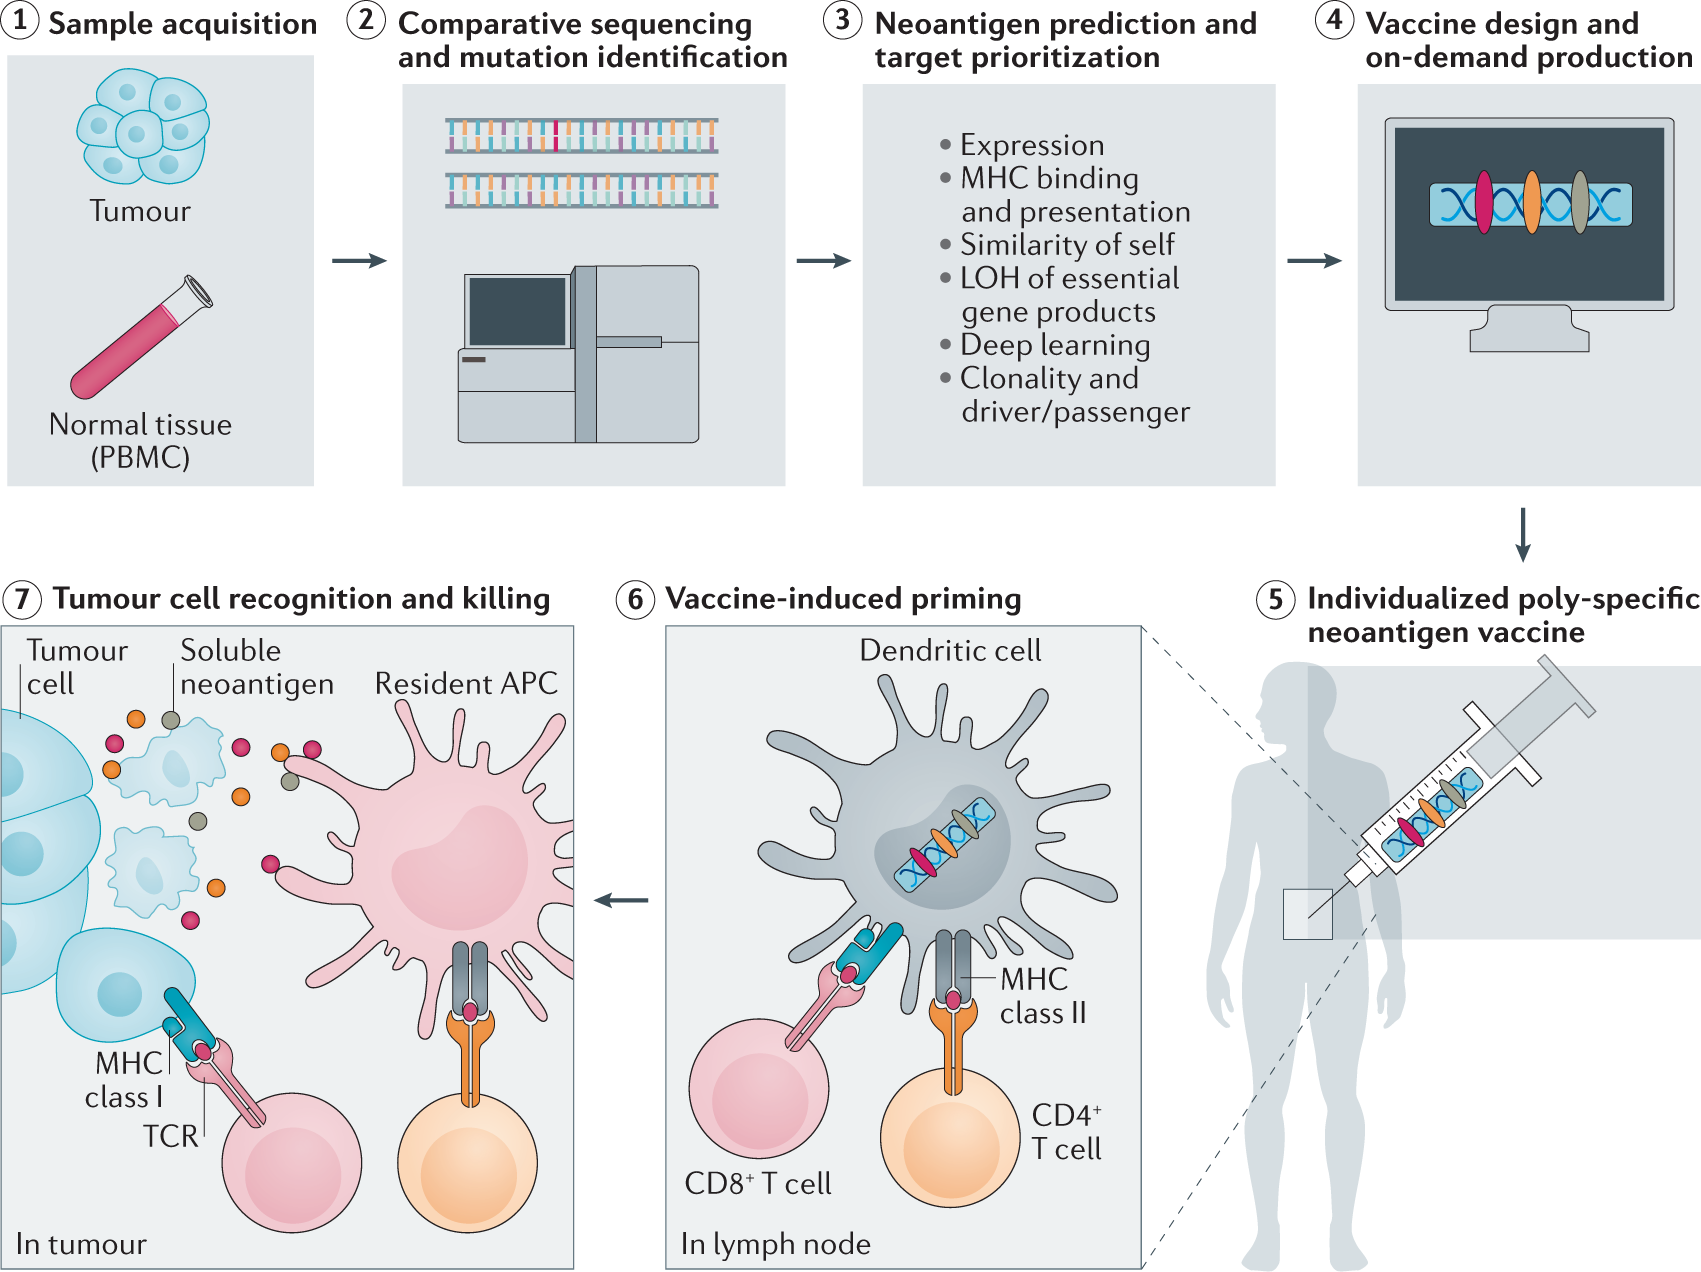 1 Sample acquisition
Tumour
Normal tissue
(PBMC)
2 Comparative sequencing
and mutation identification
3 Neoantigen prediction and
target prioritization
• Expression
• MHC binding
and presentation
• Similarity of self
• LOH of essential
gene products
• Deep learning
• Clonality and
driver/passenger
4 Vaccine design and
on-demand production
5 Individualized poly-specific
neoantigen vaccine
6 Vaccine-induced priming
Dendritic cell
MHC
class II
CD4⁺
T cell
CD8⁺ T cell
In lymph node
7 Tumour cell recognition and killing
Tumour
cell
Soluble
neoantigen
Resident APC
MHC
class I
TCR
In tumour